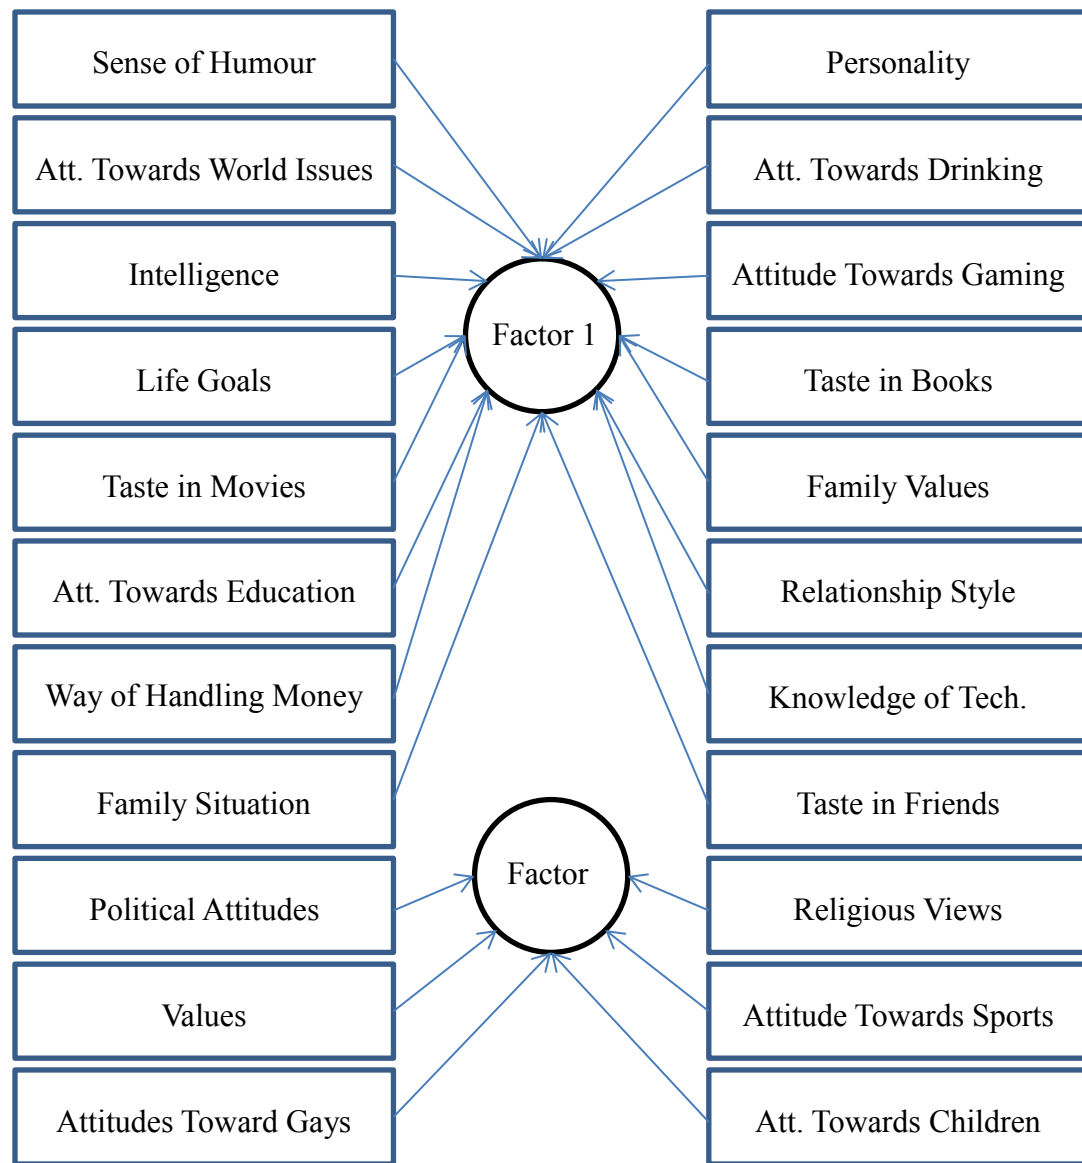 Sense of Humour
Personality
Att. Towards World Issues
Att. Towards Drinking
Intelligence
Attitude Towards Gaming
Factor 1
Life Goals
Taste in Books
Taste in Movies
Family Values
Att. Towards Education
Relationship Style
Way of Handling Money
Knowledge of Tech.
Family Situation
Taste in Friends
Factor
Political Attitudes
Religious Views
Values
Attitude Towards Sports
Attitudes Toward Gays
Att. Towards Children